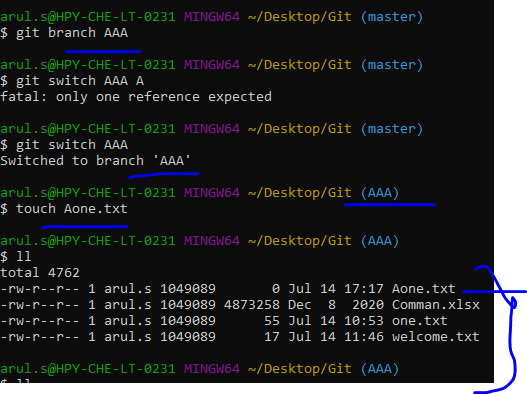 arul.s@HPY-CHE-LT-0231 MINGW64 ~/Desktop/Git (master)
$ git branch AAA
arul.s@HPY-CHE-LT-0231 MINGW64 ~/Desktop/Git (master)
$ git switch AAA A
fatal: only one reference expected
arul.s@HPY-CHE-LT-0231 MINGW64 ~/Desktop/Git (master)
$ git switch AAA
Switched to branch 'AAA'
arul.s@HPY-CHE-LT-0231 MINGW64 ~/Desktop/Git (AAA)
$ touch Aone.txt
arul.s@HPY-CHE-LT-0231 MINGW64 ~/Desktop/Git (AAA)
$ ll
total 4762
-rw-r--r-- 1 arul.s 1049089       0 Jul 14 17:17 Aone.txt
-rw-r--r-- 1 arul.s 1049089 4873258 Dec  8  2020 Comman.xlsx
-rw-r--r-- 1 arul.s 1049089      55 Jul 14 10:53 one.txt
-rw-r--r-- 1 arul.s 1049089      17 Jul 14 11:46 welcome.txt
arul.s@HPY-CHE-LT-0231 MINGW64 ~/Desktop/Git (AAA)
$ ll